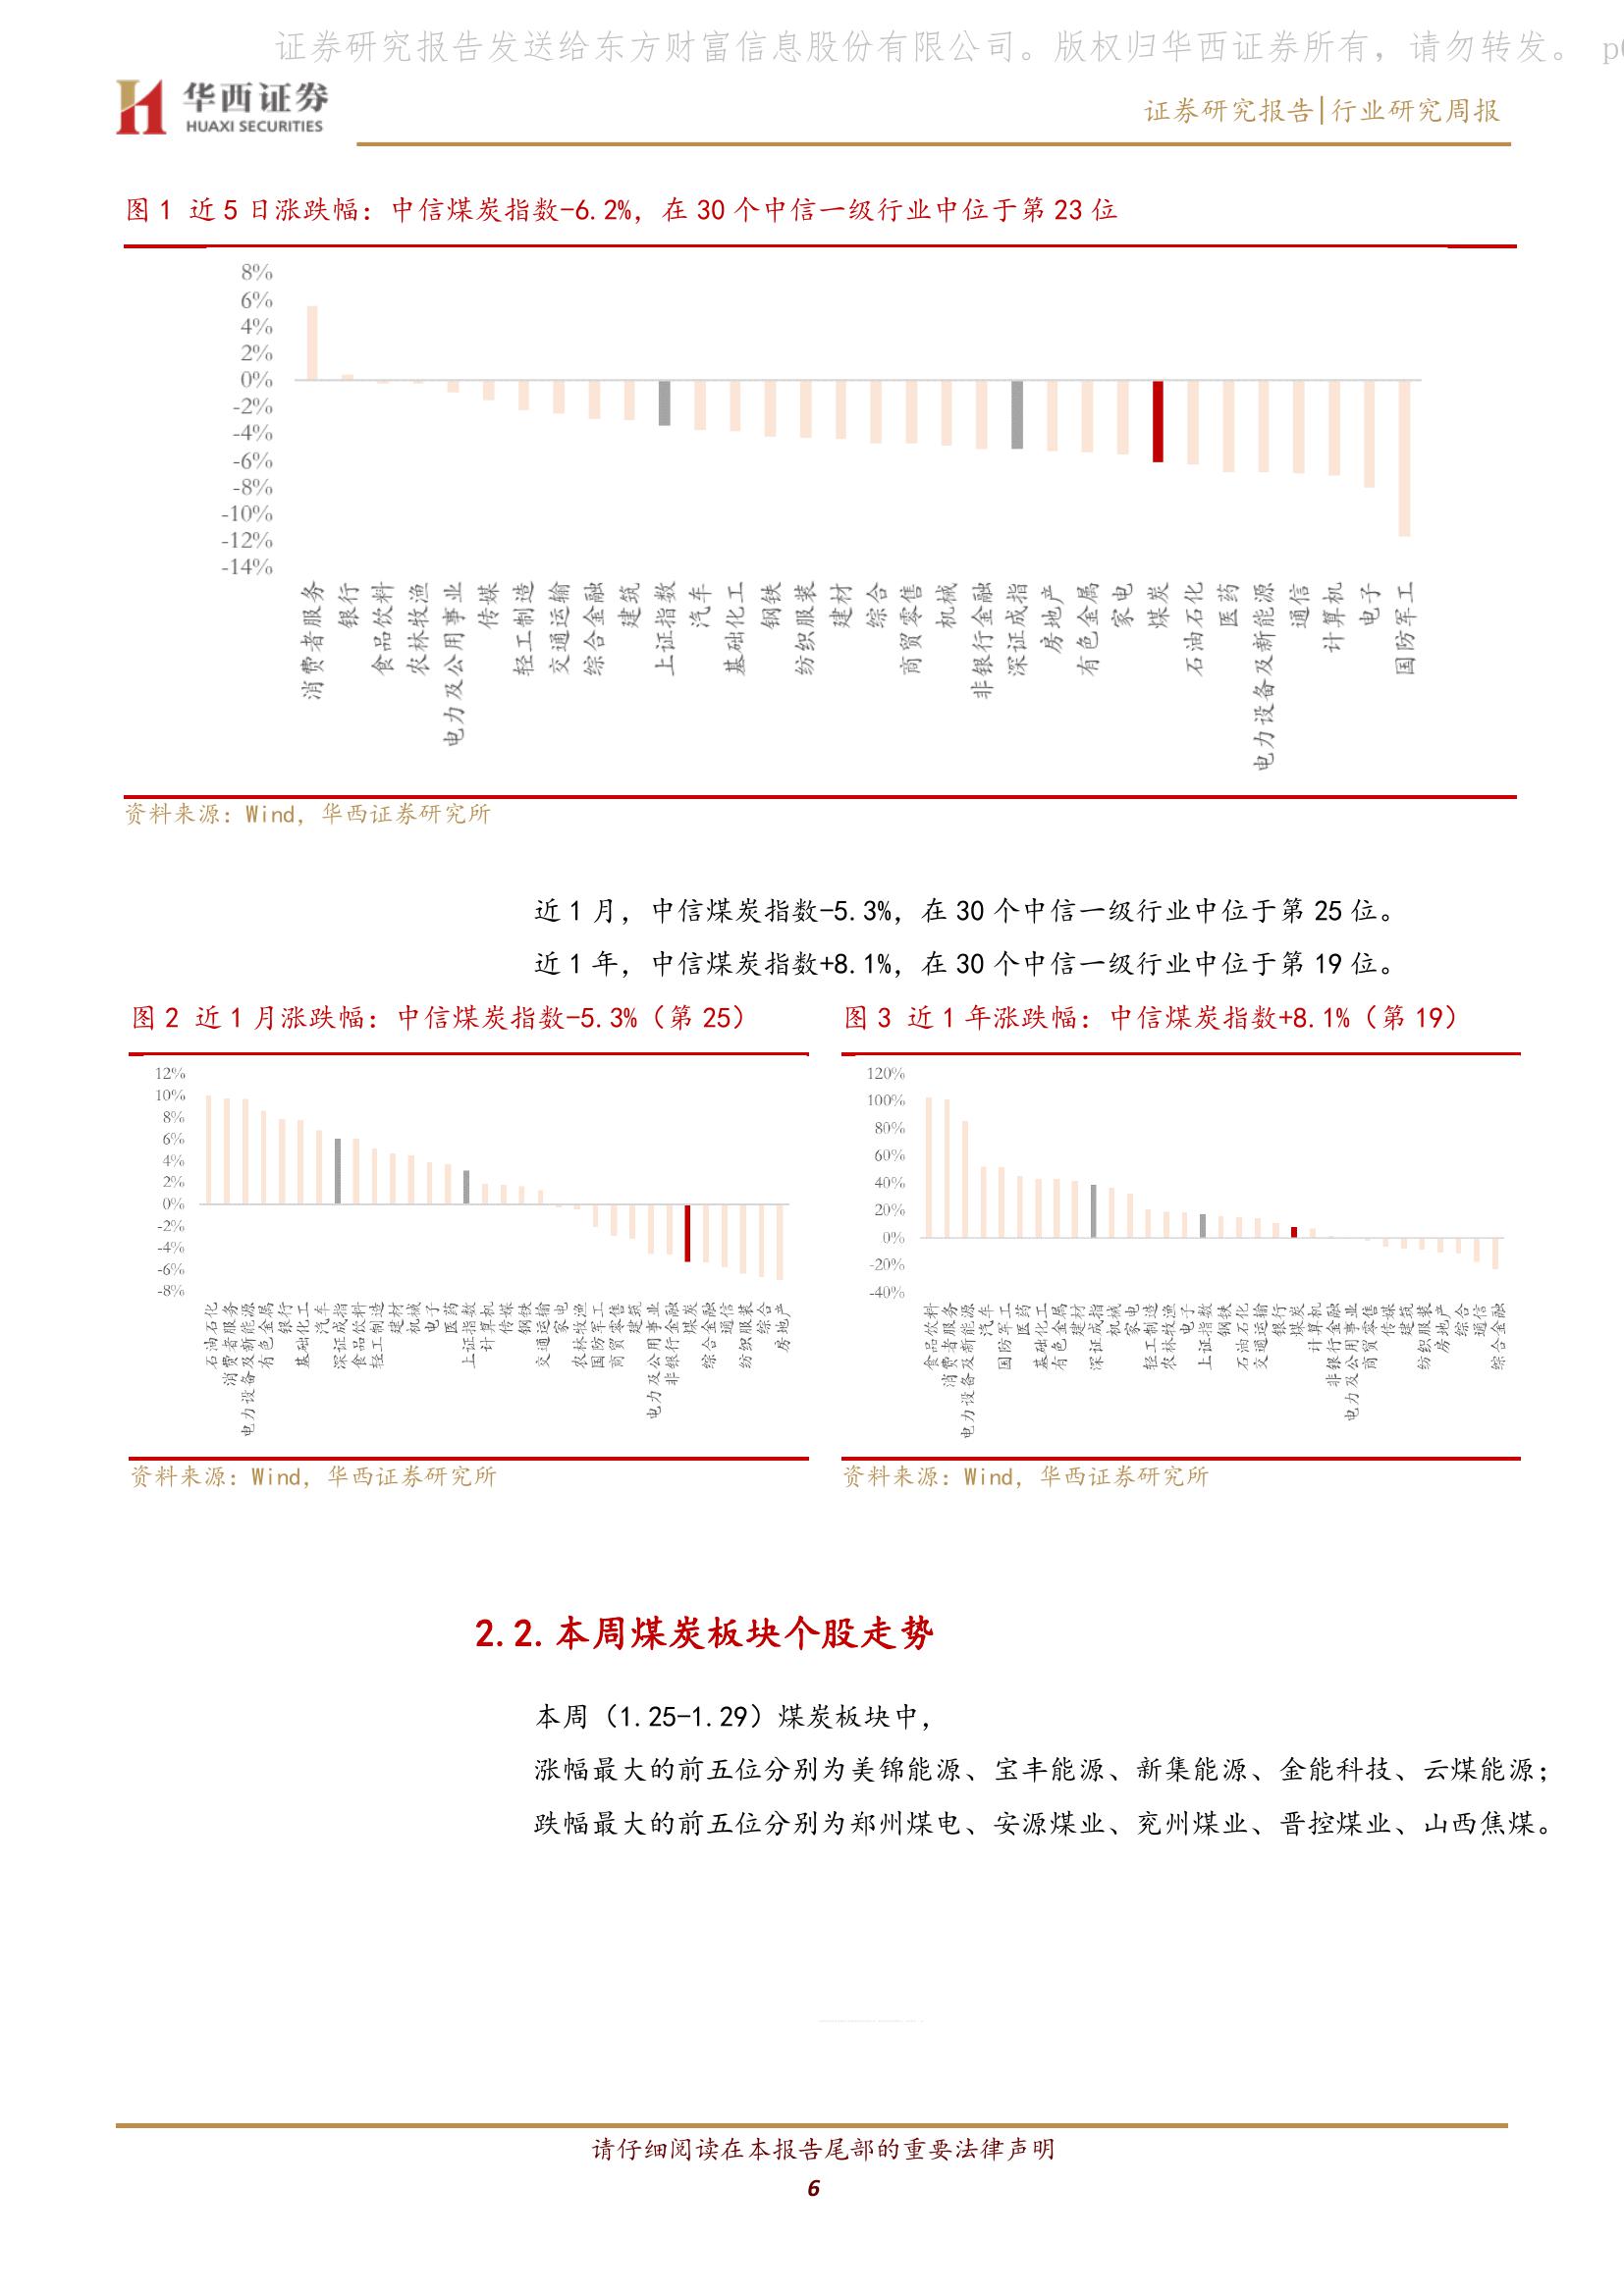 证券研究报告发送给东方财富信息股份有限公司。版权归华西证券所有，请勿转发。 p
华西证券
HUAXI SECURITIES
证券研究报告|行业研究周报
图 1 近 5 日涨跌幅：中信煤炭指数-6.2%，在 30 个中信一级行业中位于第 23 位
8%
6%
4%
2%
0%
-2%
-4%
-6%
-8%
-10%
-12%
-14%
消费者服务
银行
食品饮料
农林牧渔
电力及公用事业
传媒
轻工制造
交通运输
综合金融
建筑
上证指数
汽车
基础化工
钢铁
纺织服装
建材
综合
商贸零售
机械
非银行金融
深证成指
房地产
有色金属
家电
煤炭
石油石化
医药
电力设备及新能源
通信
计算机
电子
国防军工
资料来源：Wind，华西证券研究所
近 1 月，中信煤炭指数-5.3%，在 30 个中信一级行业中位于第 25 位。
近 1 年，中信煤炭指数+8.1%，在 30 个中信一级行业中位于第 19 位。
图 2 近 1 月涨跌幅：中信煤炭指数-5.3%（第 25）
12%
10%
8%
6%
4%
2%
0%
-2%
-4%
-6%
-8%
石油石化
消费者服务
电力设备及新能源
有色金属
银行
基础化工
汽车
深证成指
食品饮料
轻工制造
建材
机械
电子
医药
上证指数
计算机
传媒
钢铁
交通运输
家电
农林牧渔
国防军工
商贸零售
建筑
电力及公用事业
非银行金融
煤炭
综合金融
通信
纺织服装
综合
房地产
资料来源：Wind，华西证券研究所
图 3 近 1 年涨跌幅：中信煤炭指数+8.1%（第 19）
120%
100%
80%
60%
40%
20%
0%
-20%
-40%
食品饮料
消费者服务
电力设备及新能源
汽车
国防军工
医药
基础化工
有色金属
建材
深证成指
机械
家电
轻工制造
农林牧渔
电子
上证指数
钢铁
石油石化
交通运输
银行
煤炭
计算机
非银行金融
电力及公用事业
商贸零售
传媒
建筑
纺织服装
房地产
综合
通信
综合金融
资料来源：Wind，华西证券研究所
2.2.本周煤炭板块个股走势
本周（1.25-1.29）煤炭板块中，
涨幅最大的前五位分别为美锦能源、宝丰能源、新集能源、金能科技、云煤能源；
跌幅最大的前五位分别为郑州煤电、安源煤业、兖州煤业、晋控煤业、山西焦煤。
请仔细阅读在本报告尾部的重要法律声明
6